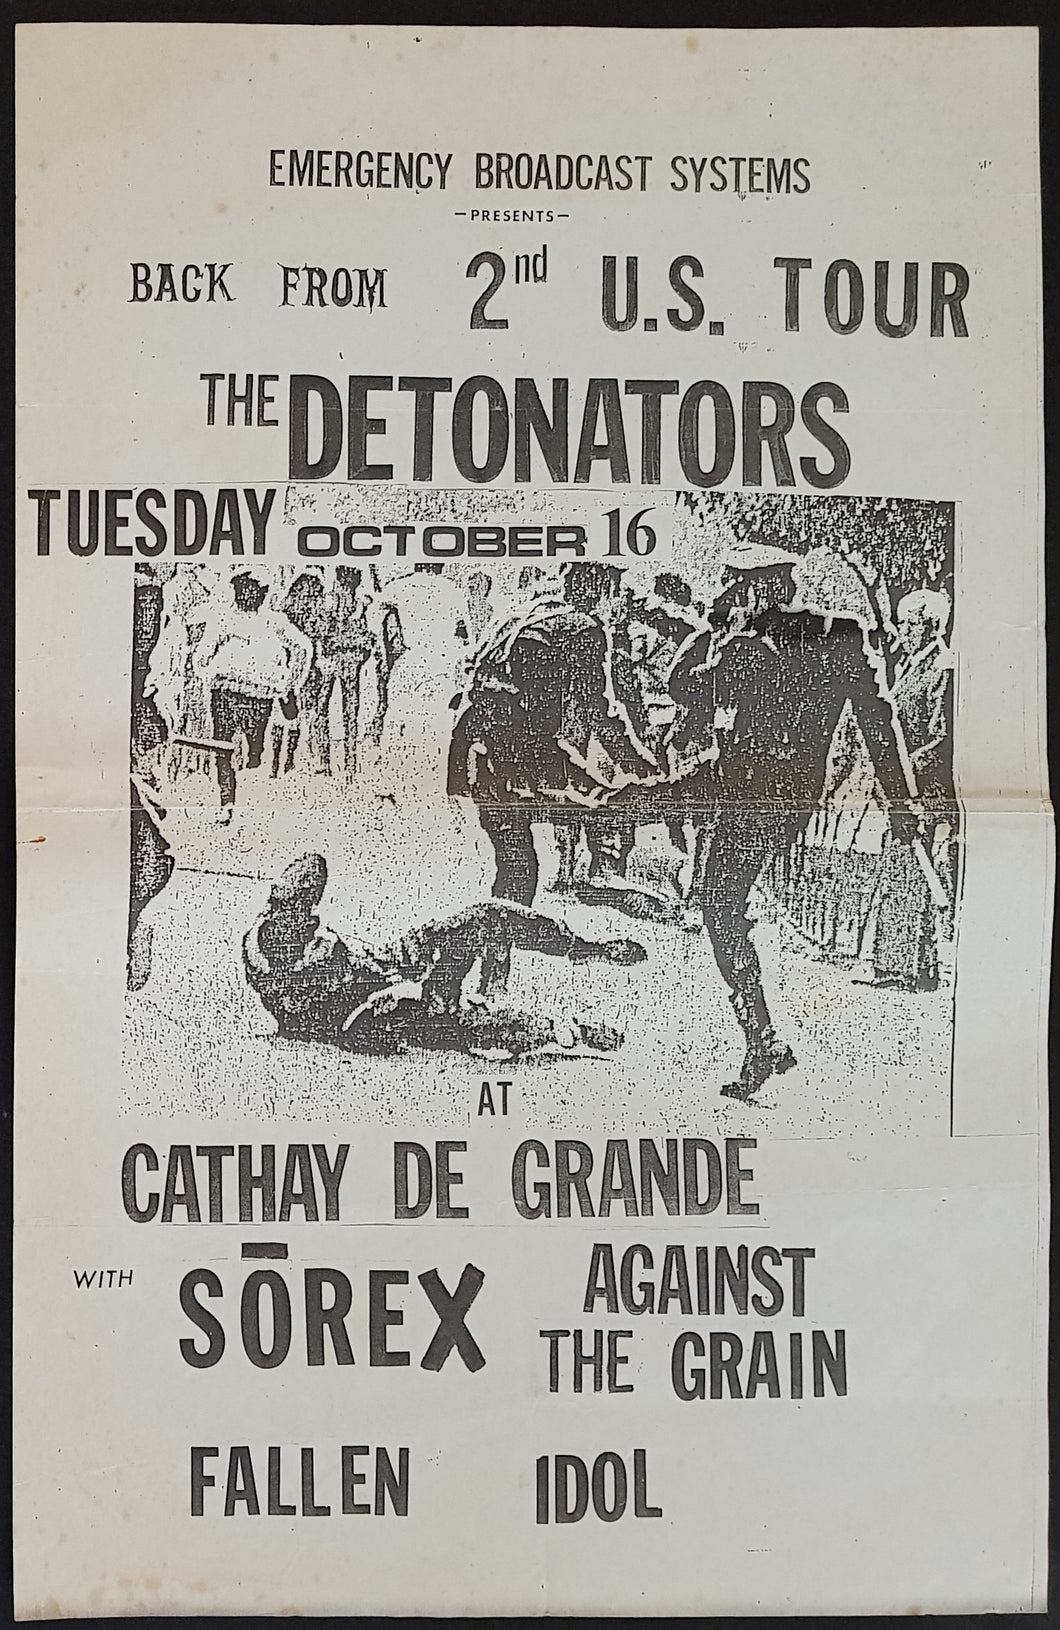 EMERGENCY BROADCAST SYSTEMS
—PRESENTS—
BACK FROM 2nd U.S. TOUR
THE DETONATORS
TUESDAY OCTOBER 16
AT
CATHAY DE GRANDE
WITH SŌREX AGAINST
THE GRAIN
FALLEN IDOL